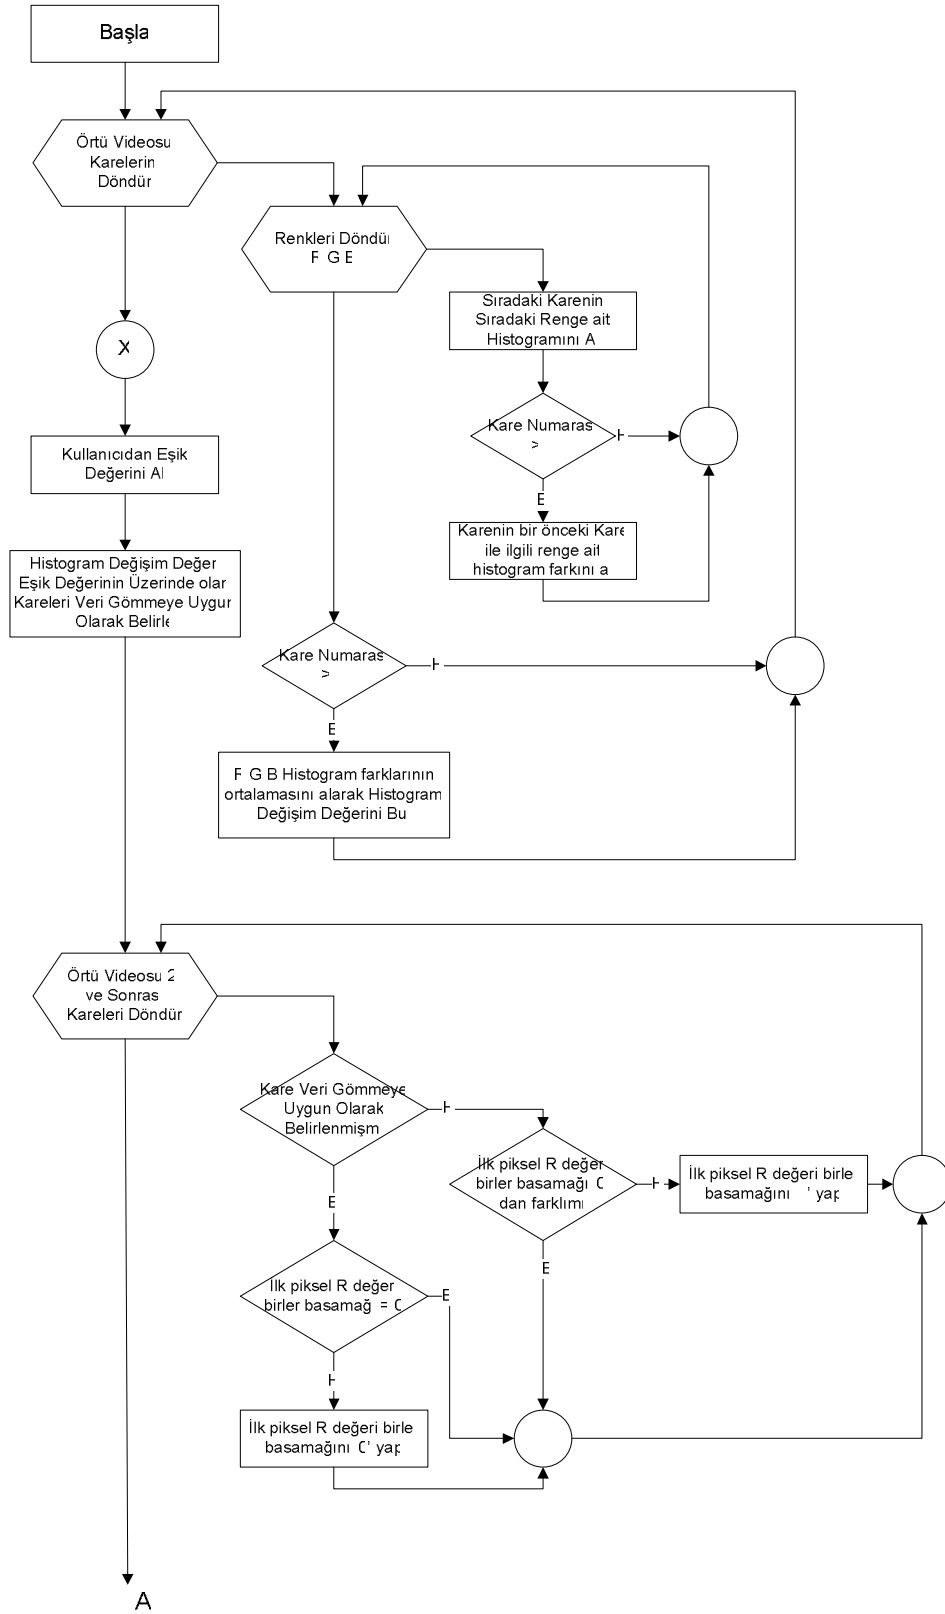 Başla
Örtü Videosu
Karelerin
Döndür
Renkleri Döndür
G
Sıradaki Karenin
Sıradaki Renge ait
Histogramını A
X
Kare Numaras
>
E
Kullanıcıdan Eşik
Değerini Al
Karenin bir önceki Kare
ile ilgili renge ait
histogram farkını a
Histogram Değişim Değer
Eşik Değerinin Üzerinde olar
Kareleri Veri Gömmeye Uygun
Olarak Belirle
Kare Numaras
>
E
G B Histogram farklarının
ortalamasını alarak Histogram
Değişim Değerini Bu
Örtü Videosu 2
ve Sonras
Kareleri Döndür
Kare Veri Gömmeye
Uygun Olarak
Belirlenmişm
İlk piksel R değer
birler basamağı 0
dan farklımı
İlk piksel R değeri birle
basamağını ' yap
E
E
İlk piksel R değer
birler basamağ = 0
E
İlk piksel R değeri birle
basamağını 0' yap
A